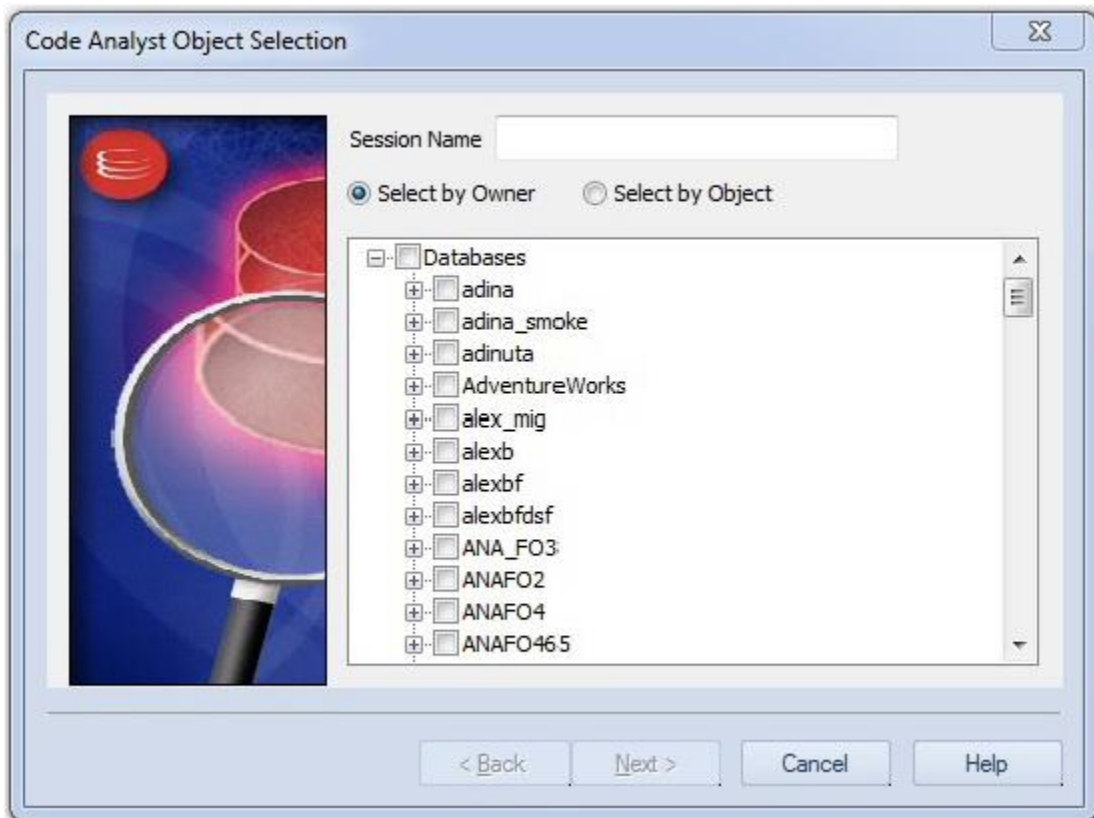 Code Analyst Object Selection
Session Name
Select by Owner Select by Object
Databases
adina
adina_smoke
adinuta
AdventureWorks
alex_mig
alexb
alexbf
alexbfdsf
ANA_FO3
ANAFO2
ANAFO4
ANAFO465
< Back Next > Cancel Help